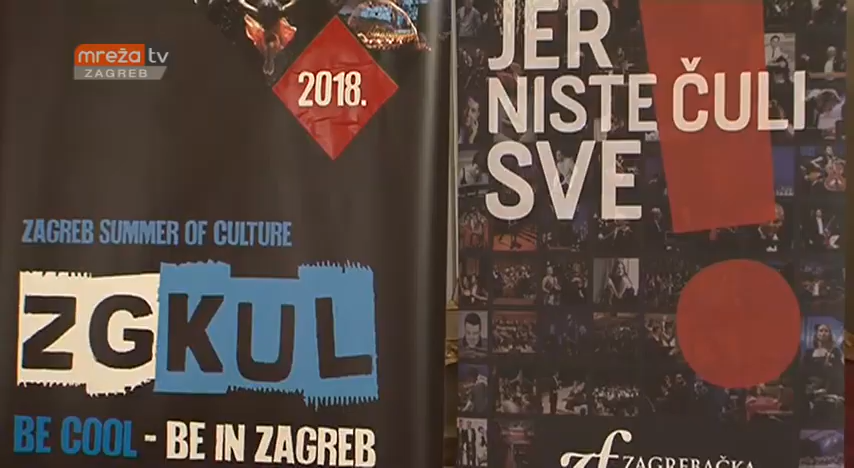 mreža tv
ZAGREB
2018.
ZAGREB SUMMER OF CULTURE
ZGKUL
BE COOL - BE IN ZAGREB
JER
NISTE ČULI
SVE!
zf ZAGREBAČKA